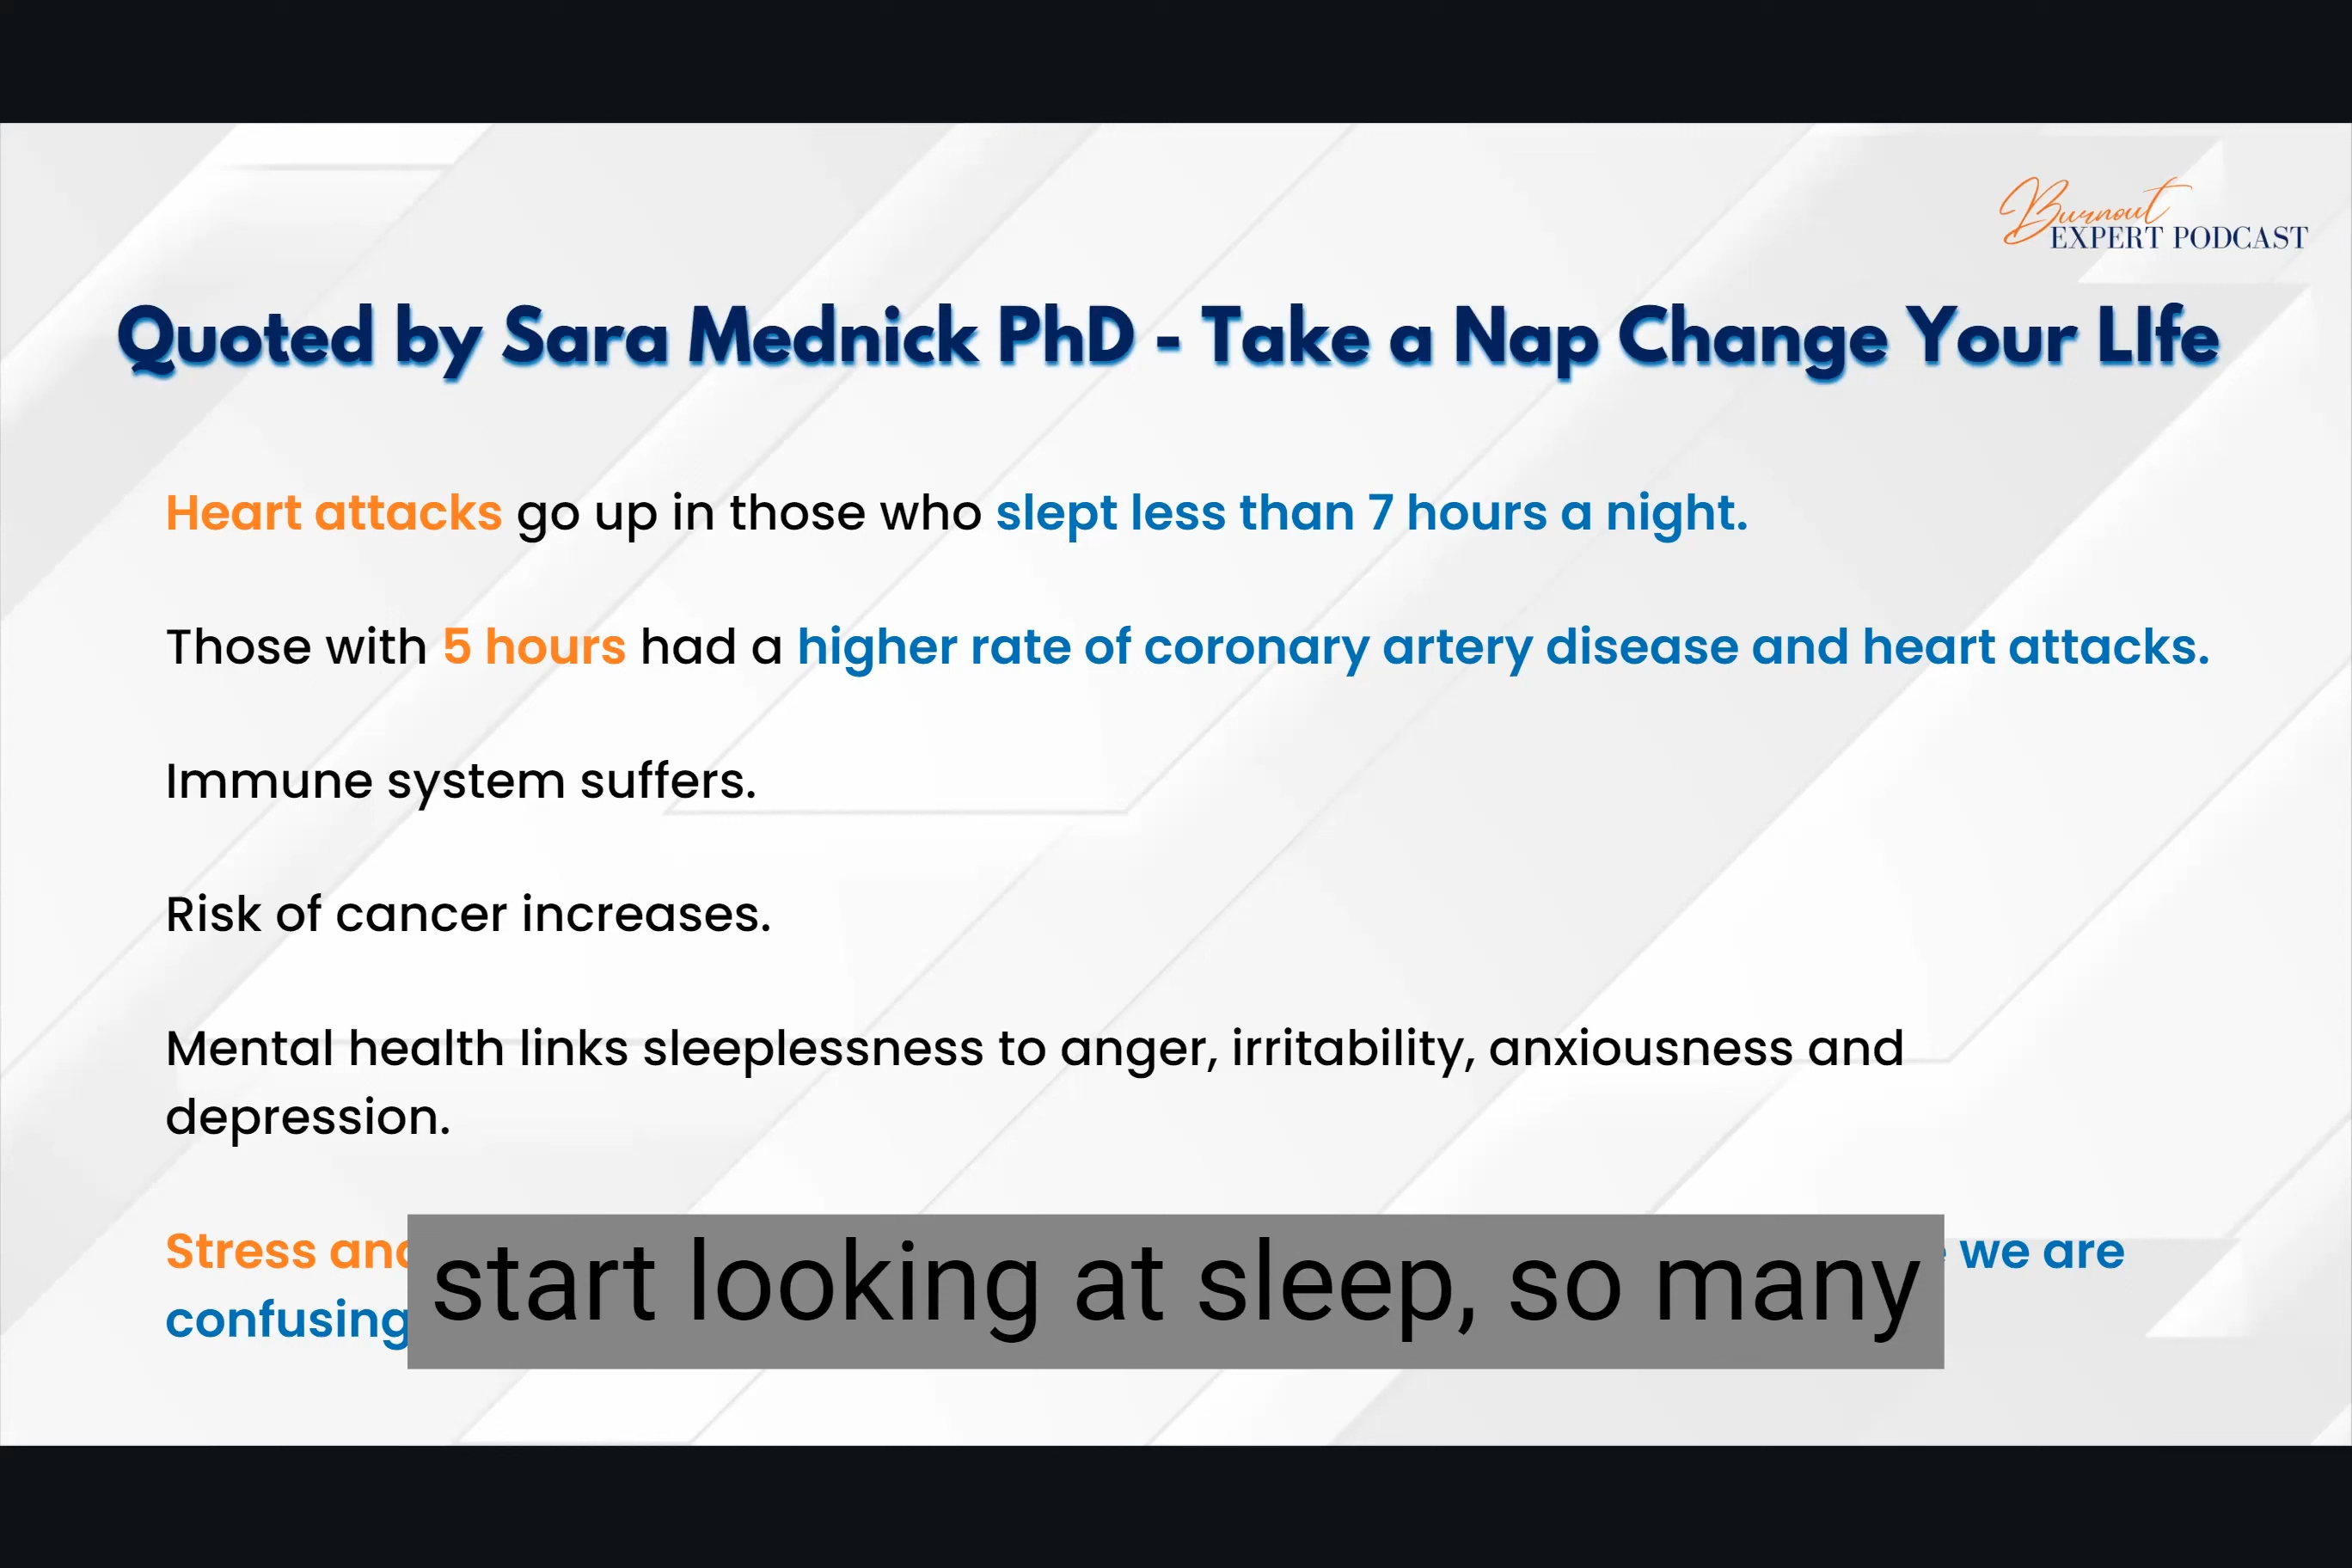 Burnout
EXPERT PODCAST
Quoted by Sara Mednick PhD - Take a Nap Change Your LIfe
Heart attacks go up in those who slept less than 7 hours a night.
Those with 5 hours had a higher rate of coronary artery disease and heart attacks.
Immune system suffers.
Risk of cancer increases.
Mental health links sleeplessness to anger, irritability, anxiousness and
depression.
Stress and we are
confusing
start looking at sleep, so many